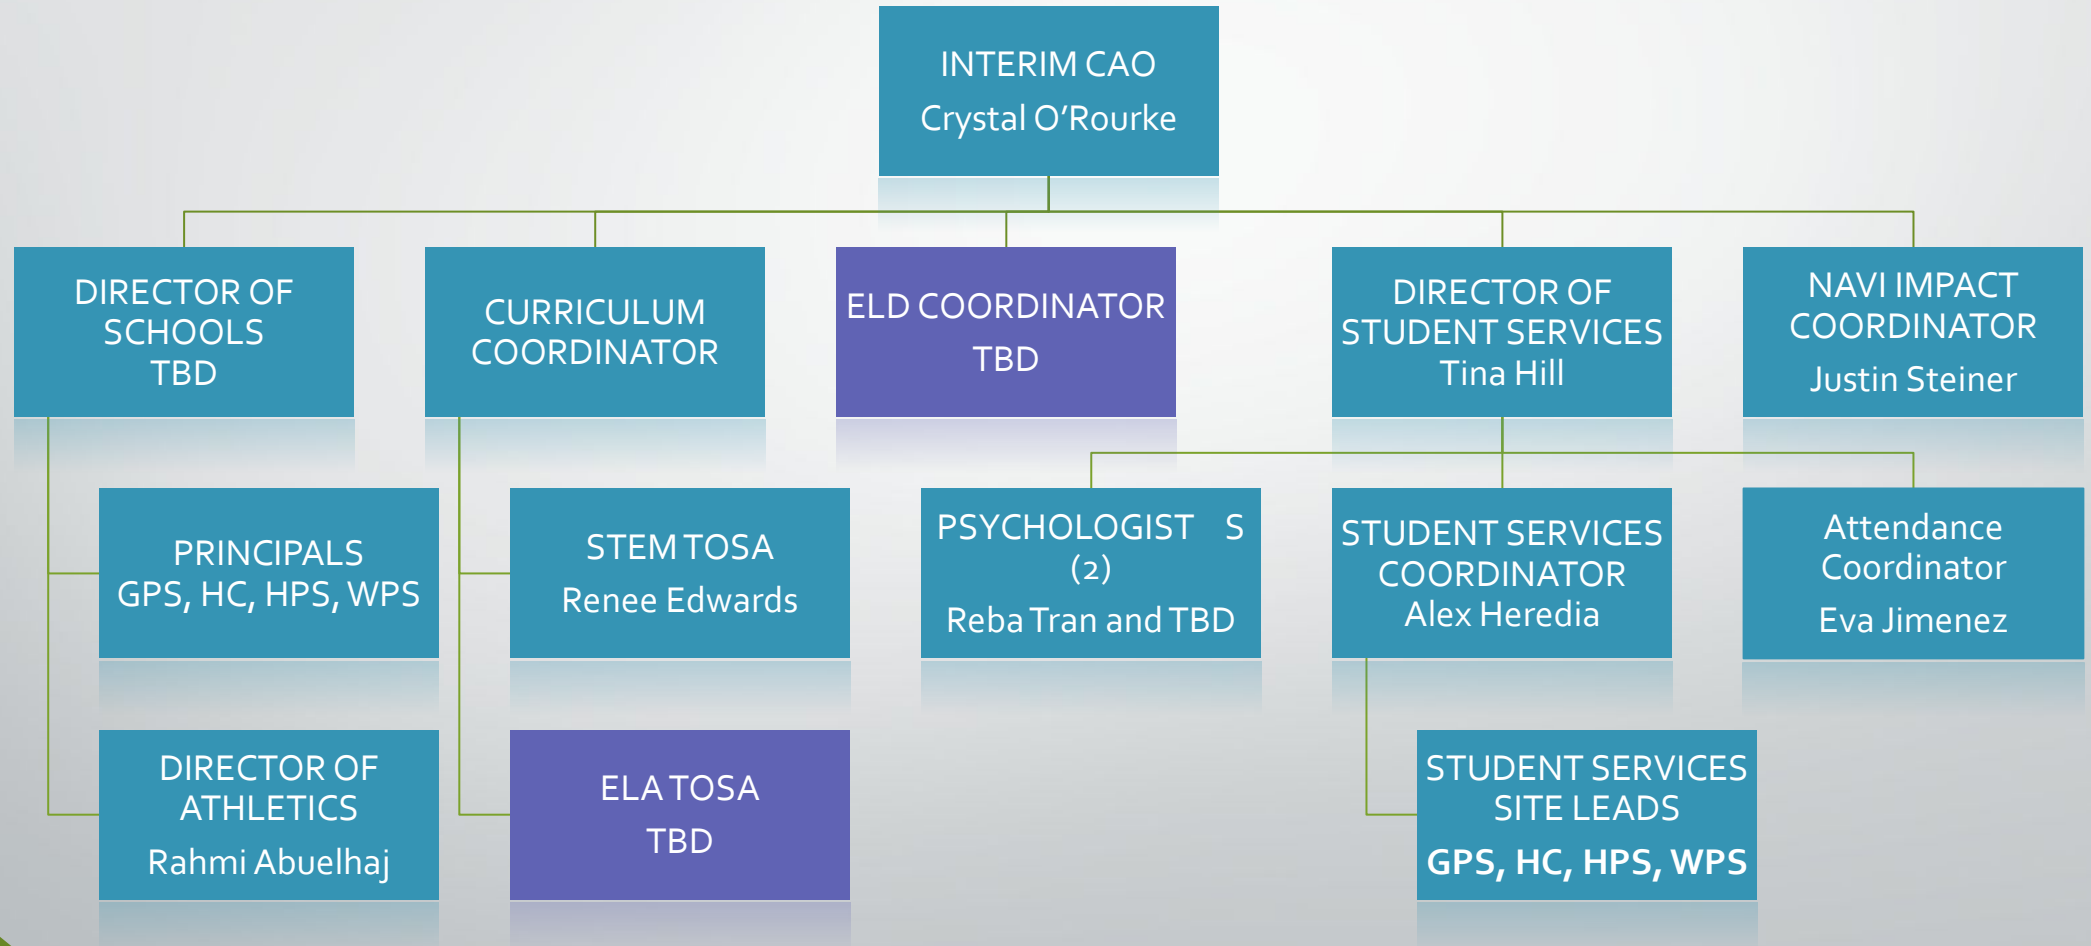 INTERIM CAO
Crystal O’Rourke
DIRECTOR OF
SCHOOLS
TBD
CURRICULUM
COORDINATOR
ELD COORDINATOR
TBD
DIRECTOR OF
STUDENT SERVICES
Tina Hill
NAVI IMPACT
COORDINATOR
Justin Steiner
PRINCIPALS
GPS, HC, HPS, WPS
STEM TOSA
Renee Edwards
PSYCHOLOGIST S
(2)
Reba Tran and TBD
STUDENT SERVICES
COORDINATOR
Alex Heredia
Attendance
Coordinator
Eva Jimenez
DIRECTOR OF
ATHLETICS
Rahmi Abuelhaj
ELA TOSA
TBD
STUDENT SERVICES
SITE LEADS
GPS, HC, HPS, WPS